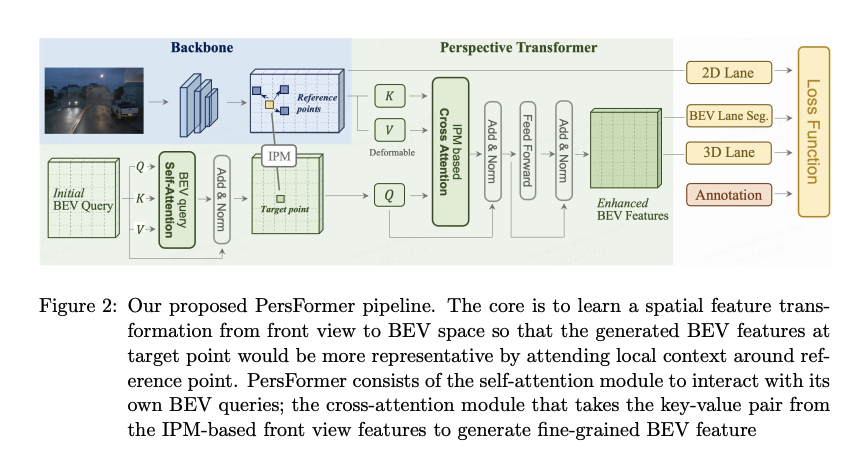 Backbone
Perspective Transformer
Reference
points
K
V
Deformable
IPM based
Cross Attention
Add & Norm
Feed Forward
Add & Norm
2D Lane
BEV Lane Seg.
3D Lane
Annotation
Loss Function
IPM
Initial
BEV Query
Q
K
V
BEV query
Self-Attention
Add & Norm
Target point
Q
Enhanced
BEV Features
Figure 2: Our proposed PersFormer pipeline. The core is to learn a spatial feature trans-
formation from front view to BEV space so that the generated BEV features at
target point would be more representative by attending local context around ref-
erence point. PersFormer consists of the self-attention module to interact with its
own BEV queries; the cross-attention module that takes the key-value pair from
the IPM-based front view features to generate fine-grained BEV feature